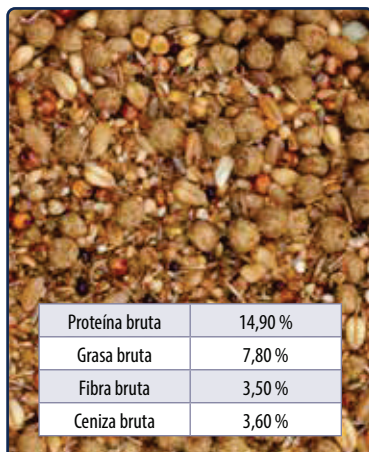 Proteína bruta 14,90 %
Grasa bruta 7,80 %
Fibra bruta 3,50 %
Ceniza bruta 3,60 %